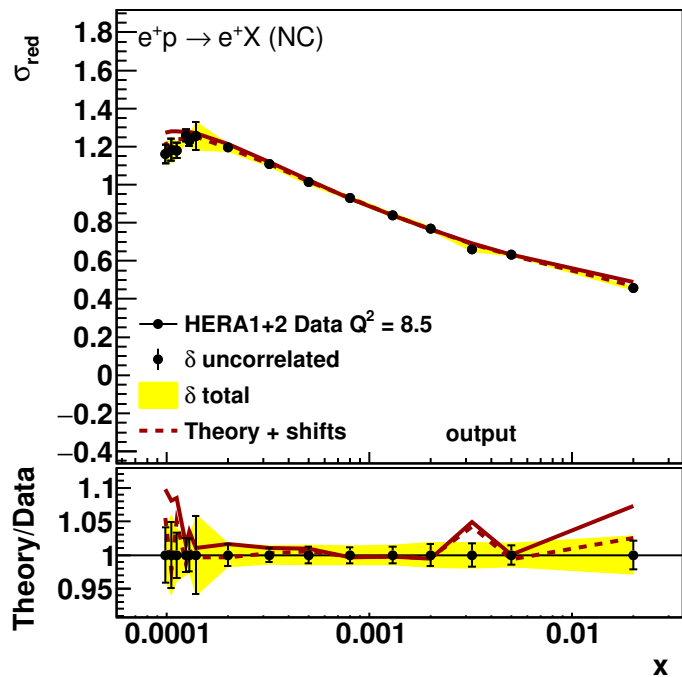 σred
e⁺p → e⁺X (NC)
1.8
1.6
1.4
1.2
1
0.8
0.6
0.4
0.2
0
−0.2
−0.4
HERA1+2 Data Q² = 8.5
δ uncorrelated
δ total
Theory + shifts
output
Theory/Data
1.1
1.05
1
0.95
0.0001
0.001
0.01
x